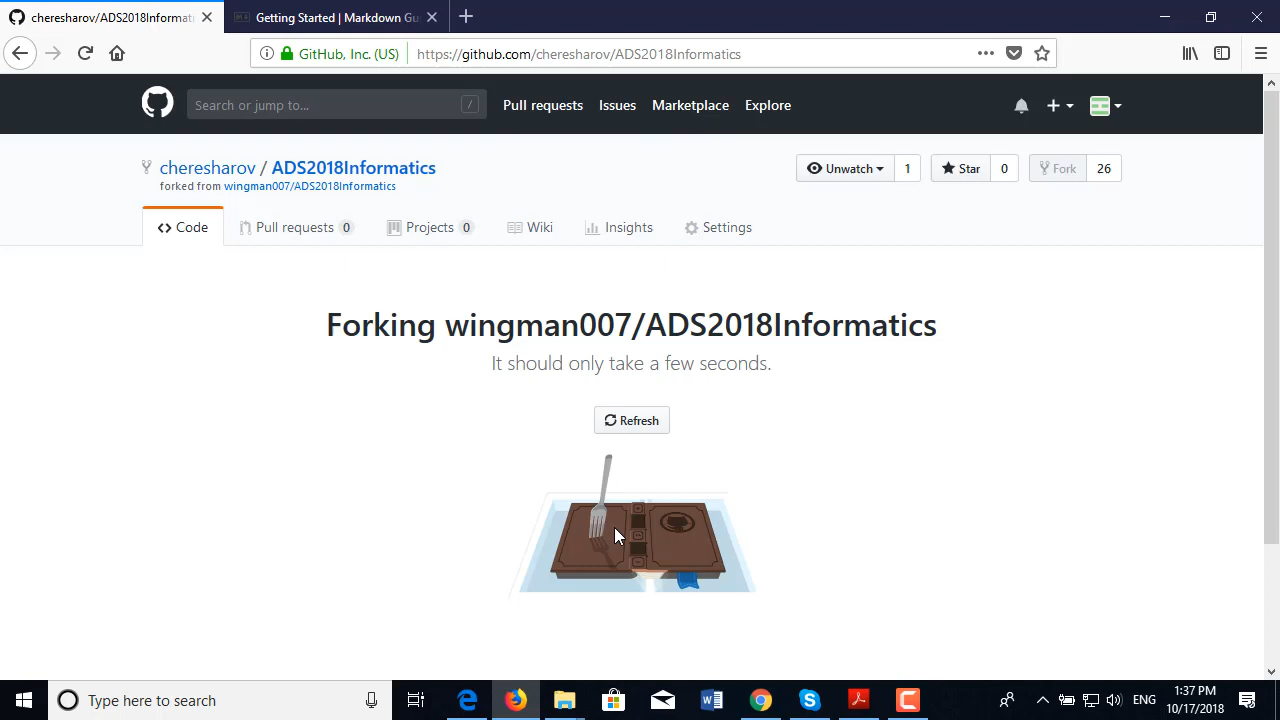 cheresharov/ADS2018Informati
Getting Started | Markdown Gu
GitHub, Inc. (US)
https://github.com/cheresharov/ADS2018Informatics
Search or jump to...
/
Pull requests
Issues
Marketplace
Explore
cheresharov / ADS2018Informatics
forked from wingman007/ADS2018Informatics
Unwatch
1
Star
0
Fork
26
Code
Pull requests 0
Projects 0
Wiki
Insights
Settings
Forking wingman007/ADS2018Informatics
It should only take a few seconds.
Refresh
Type here to search
ENG
1:37 PM
10/17/2018